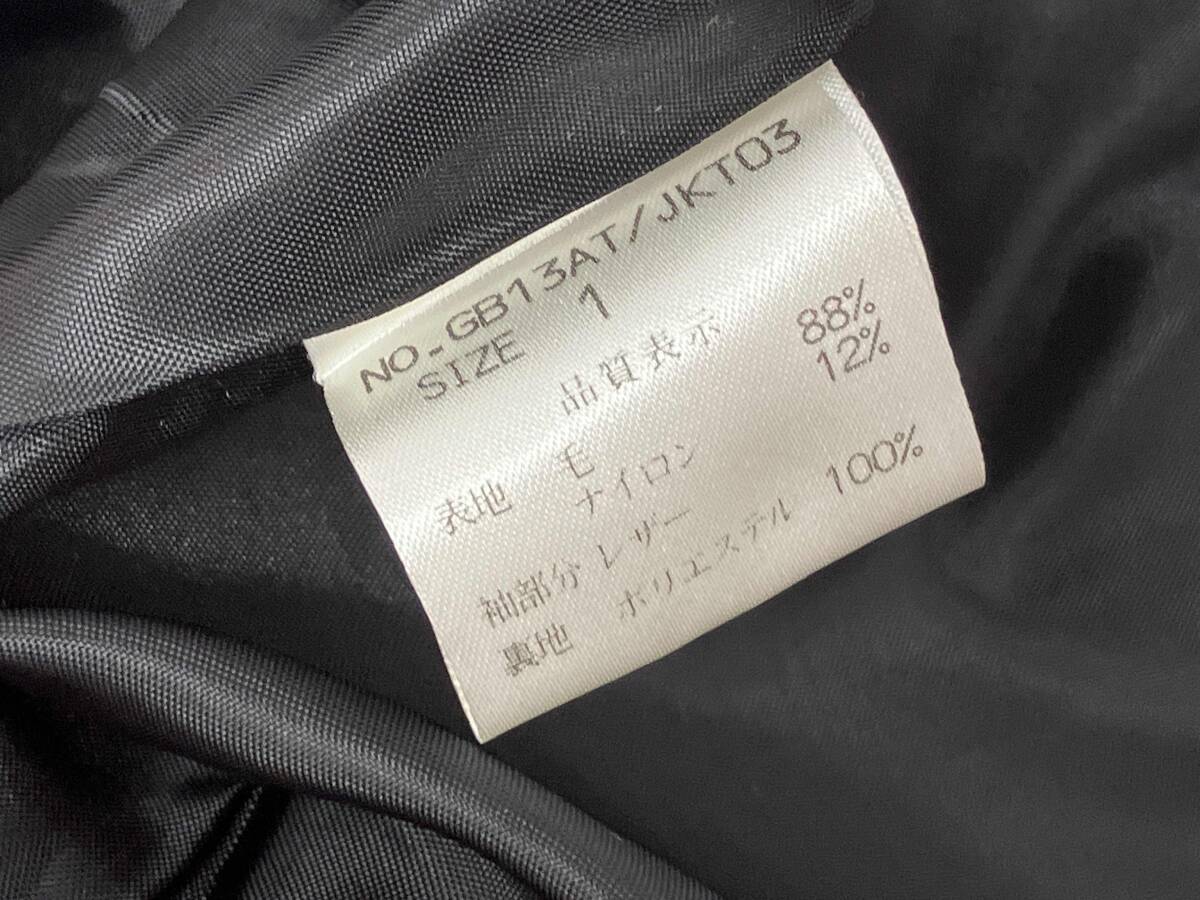 NO-GB13AT/JKT03
SIZE 1
品質表示
表地 毛 88%
ナイロン 12%
袖部分 レザー
裏地 ポリエステル 100%